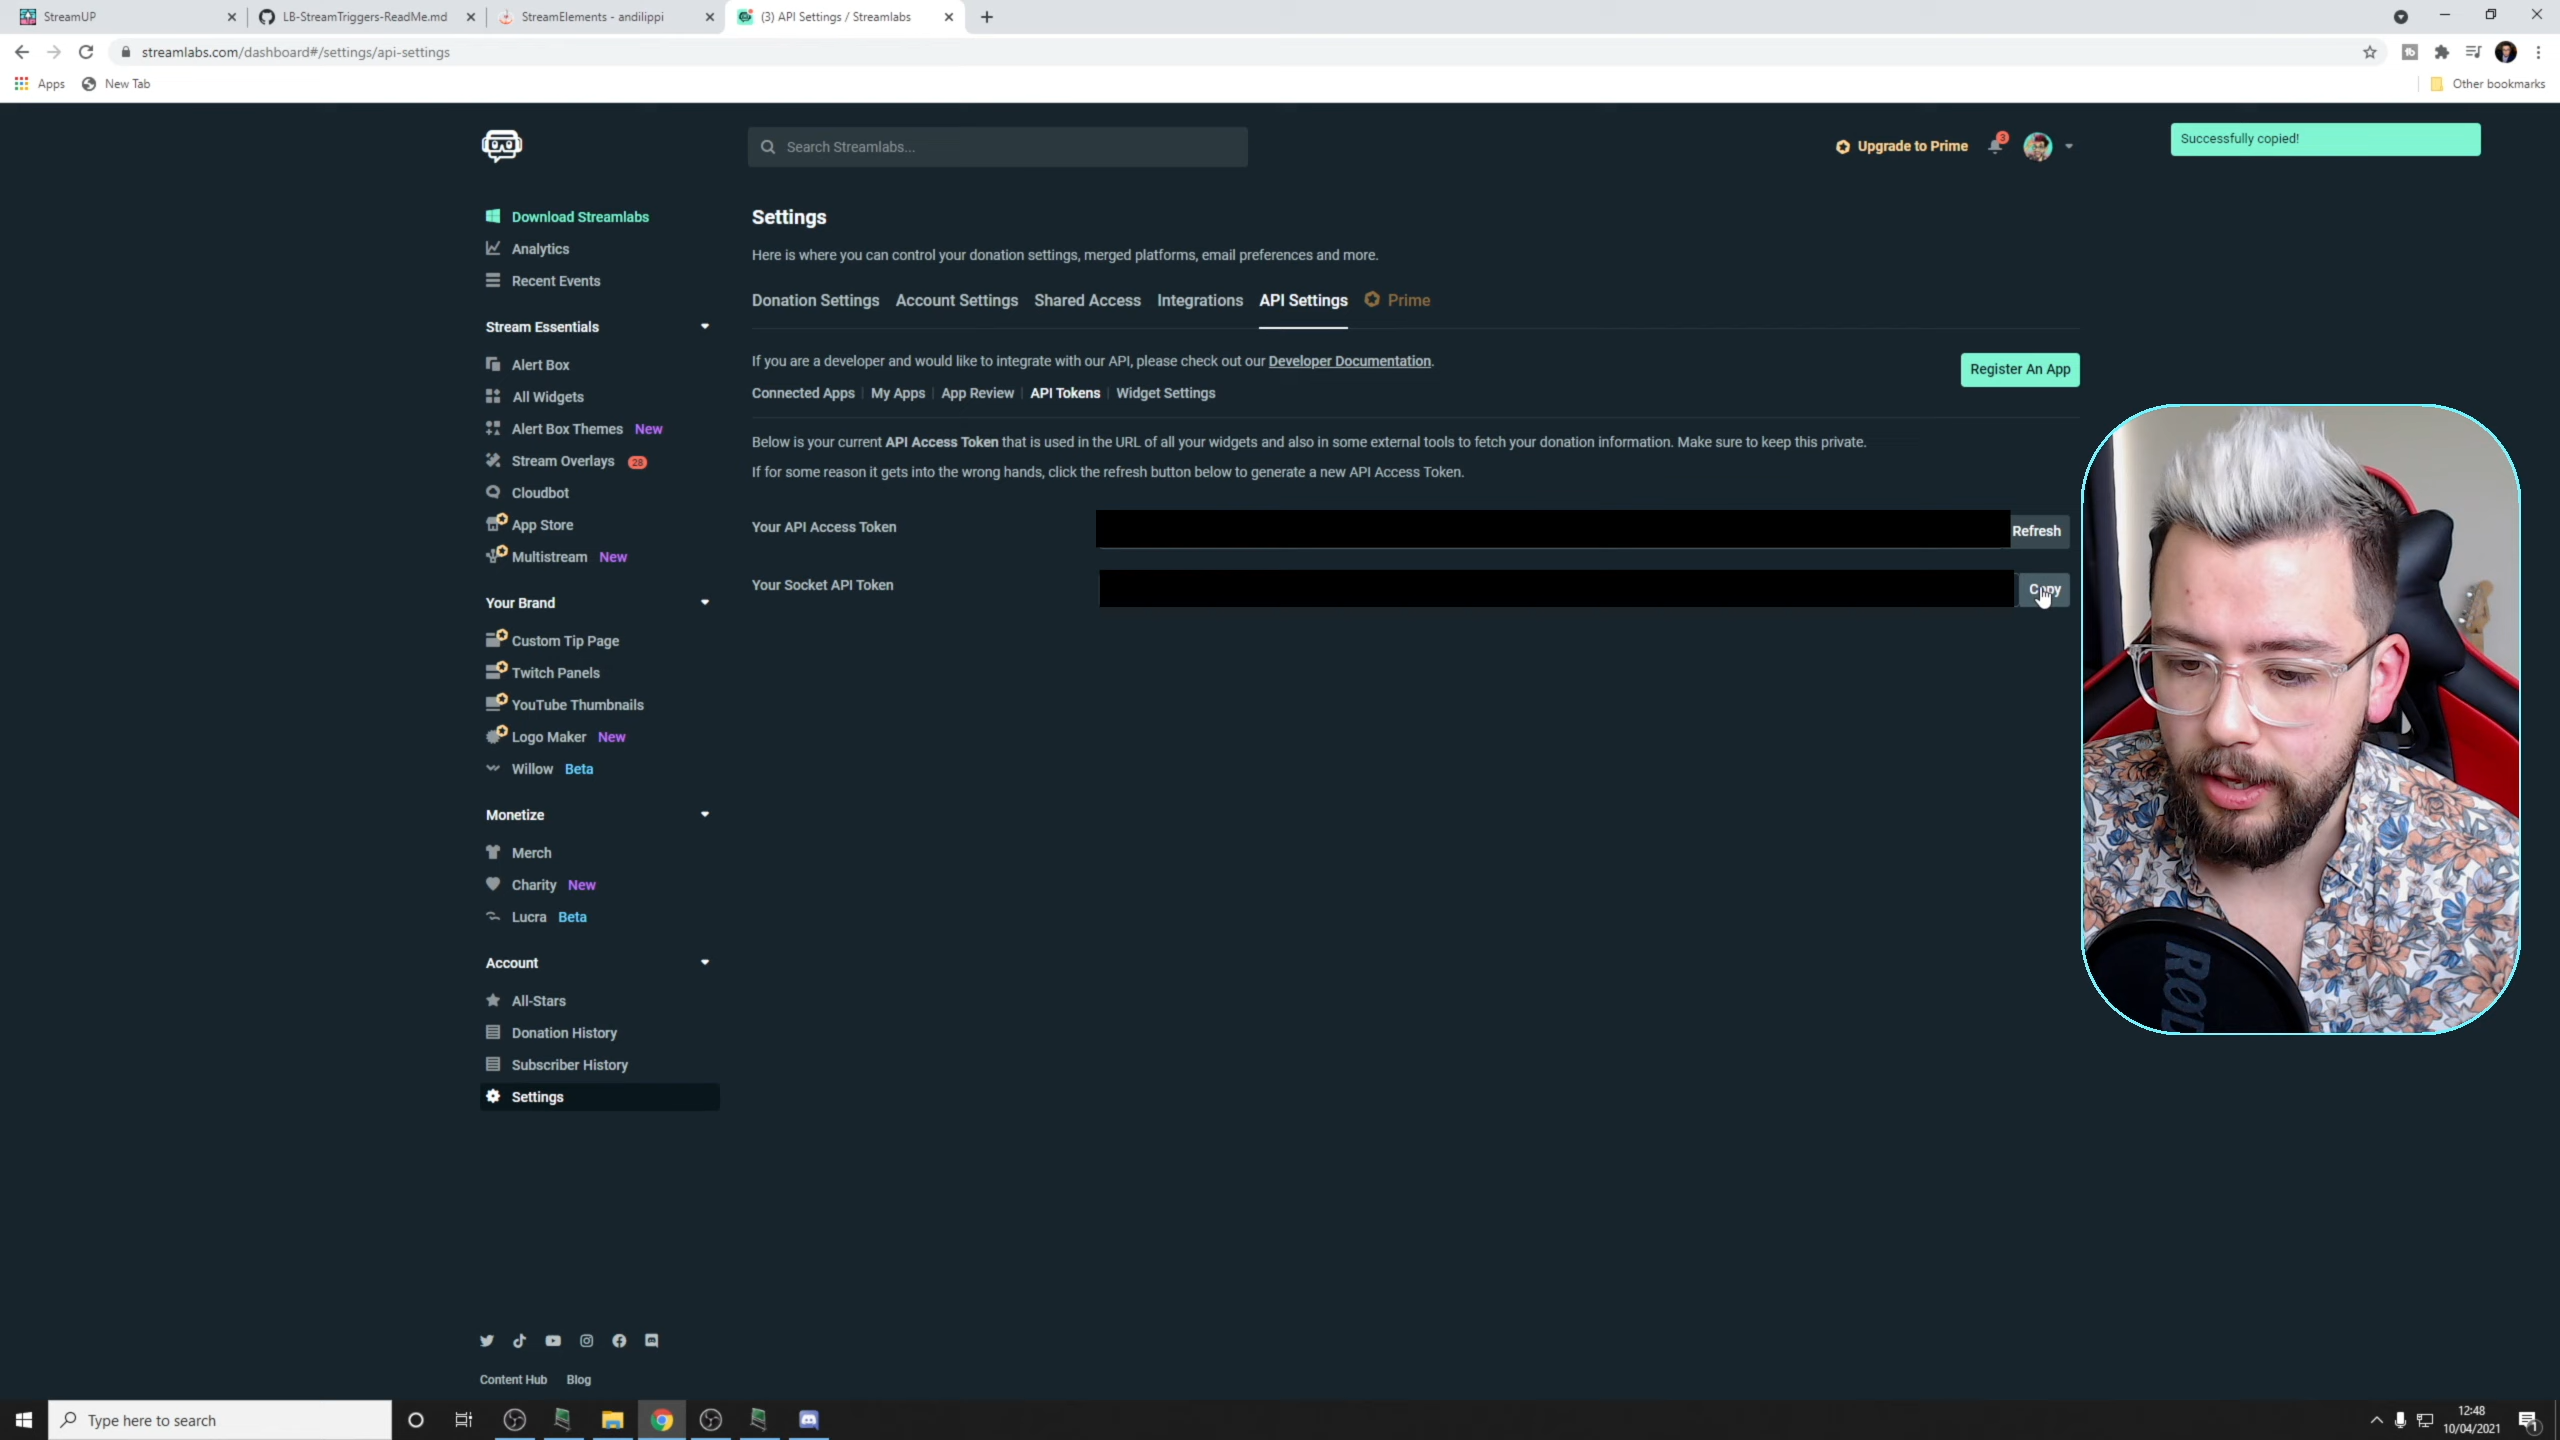 StreamUP
LB-StreamTriggers-ReadMe.md
StreamElements - andilippi
(3) API Settings / Streamlabs
streamlabs.com/dashboard#/settings/api-settings
Apps
New Tab
Other bookmarks
Search Streamlabs...
Upgrade to Prime
3
Successfully copied!
Download Streamlabs
Analytics
Recent Events
Stream Essentials
Alert Box
All Widgets
Alert Box Themes New
Stream Overlays 28
Cloudbot
App Store
Multistream New
Your Brand
Custom Tip Page
Twitch Panels
YouTube Thumbnails
Logo Maker New
Willow Beta
Monetize
Merch
Charity New
Lucra Beta
Account
All-Stars
Donation History
Subscriber History
Settings
Content Hub Blog
Settings
Here is where you can control your donation settings, merged platforms, email preferences and more.
Donation Settings Account Settings Shared Access Integrations API Settings Prime
If you are a developer and would like to integrate with our API, please check out our Developer Documentation.
Register An App
Connected Apps My Apps App Review API Tokens Widget Settings
Below is your current API Access Token that is used in the URL of all your widgets and also in some external tools to fetch your donation information. Make sure to keep this private.
If for some reason it gets into the wrong hands, click the refresh button below to generate a new API Access Token.
Your API Access Token
Refresh
Your Socket API Token
Copy
Type here to search
12:48
10/04/2021
1